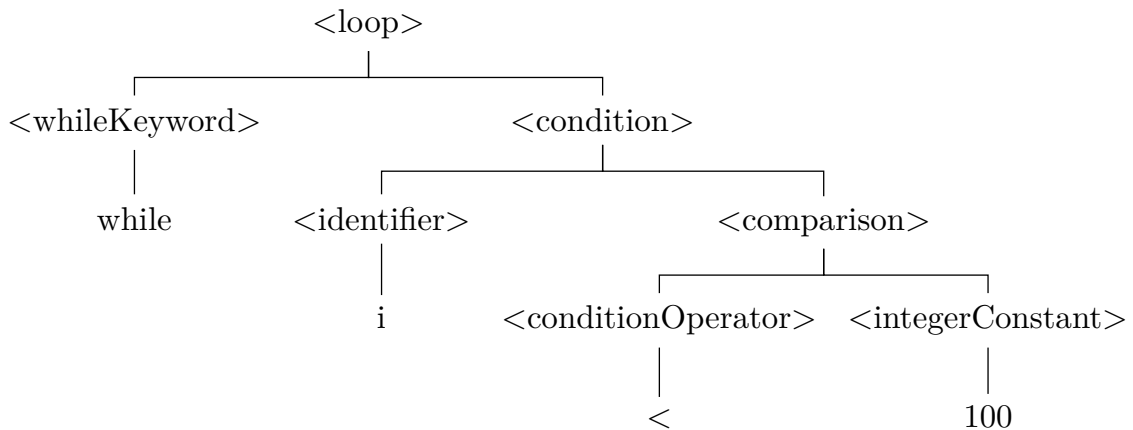 <loop>
<whileKeyword> <condition>
while <identifier> <comparison>
i <conditionOperator> <integerConstant>
< 100